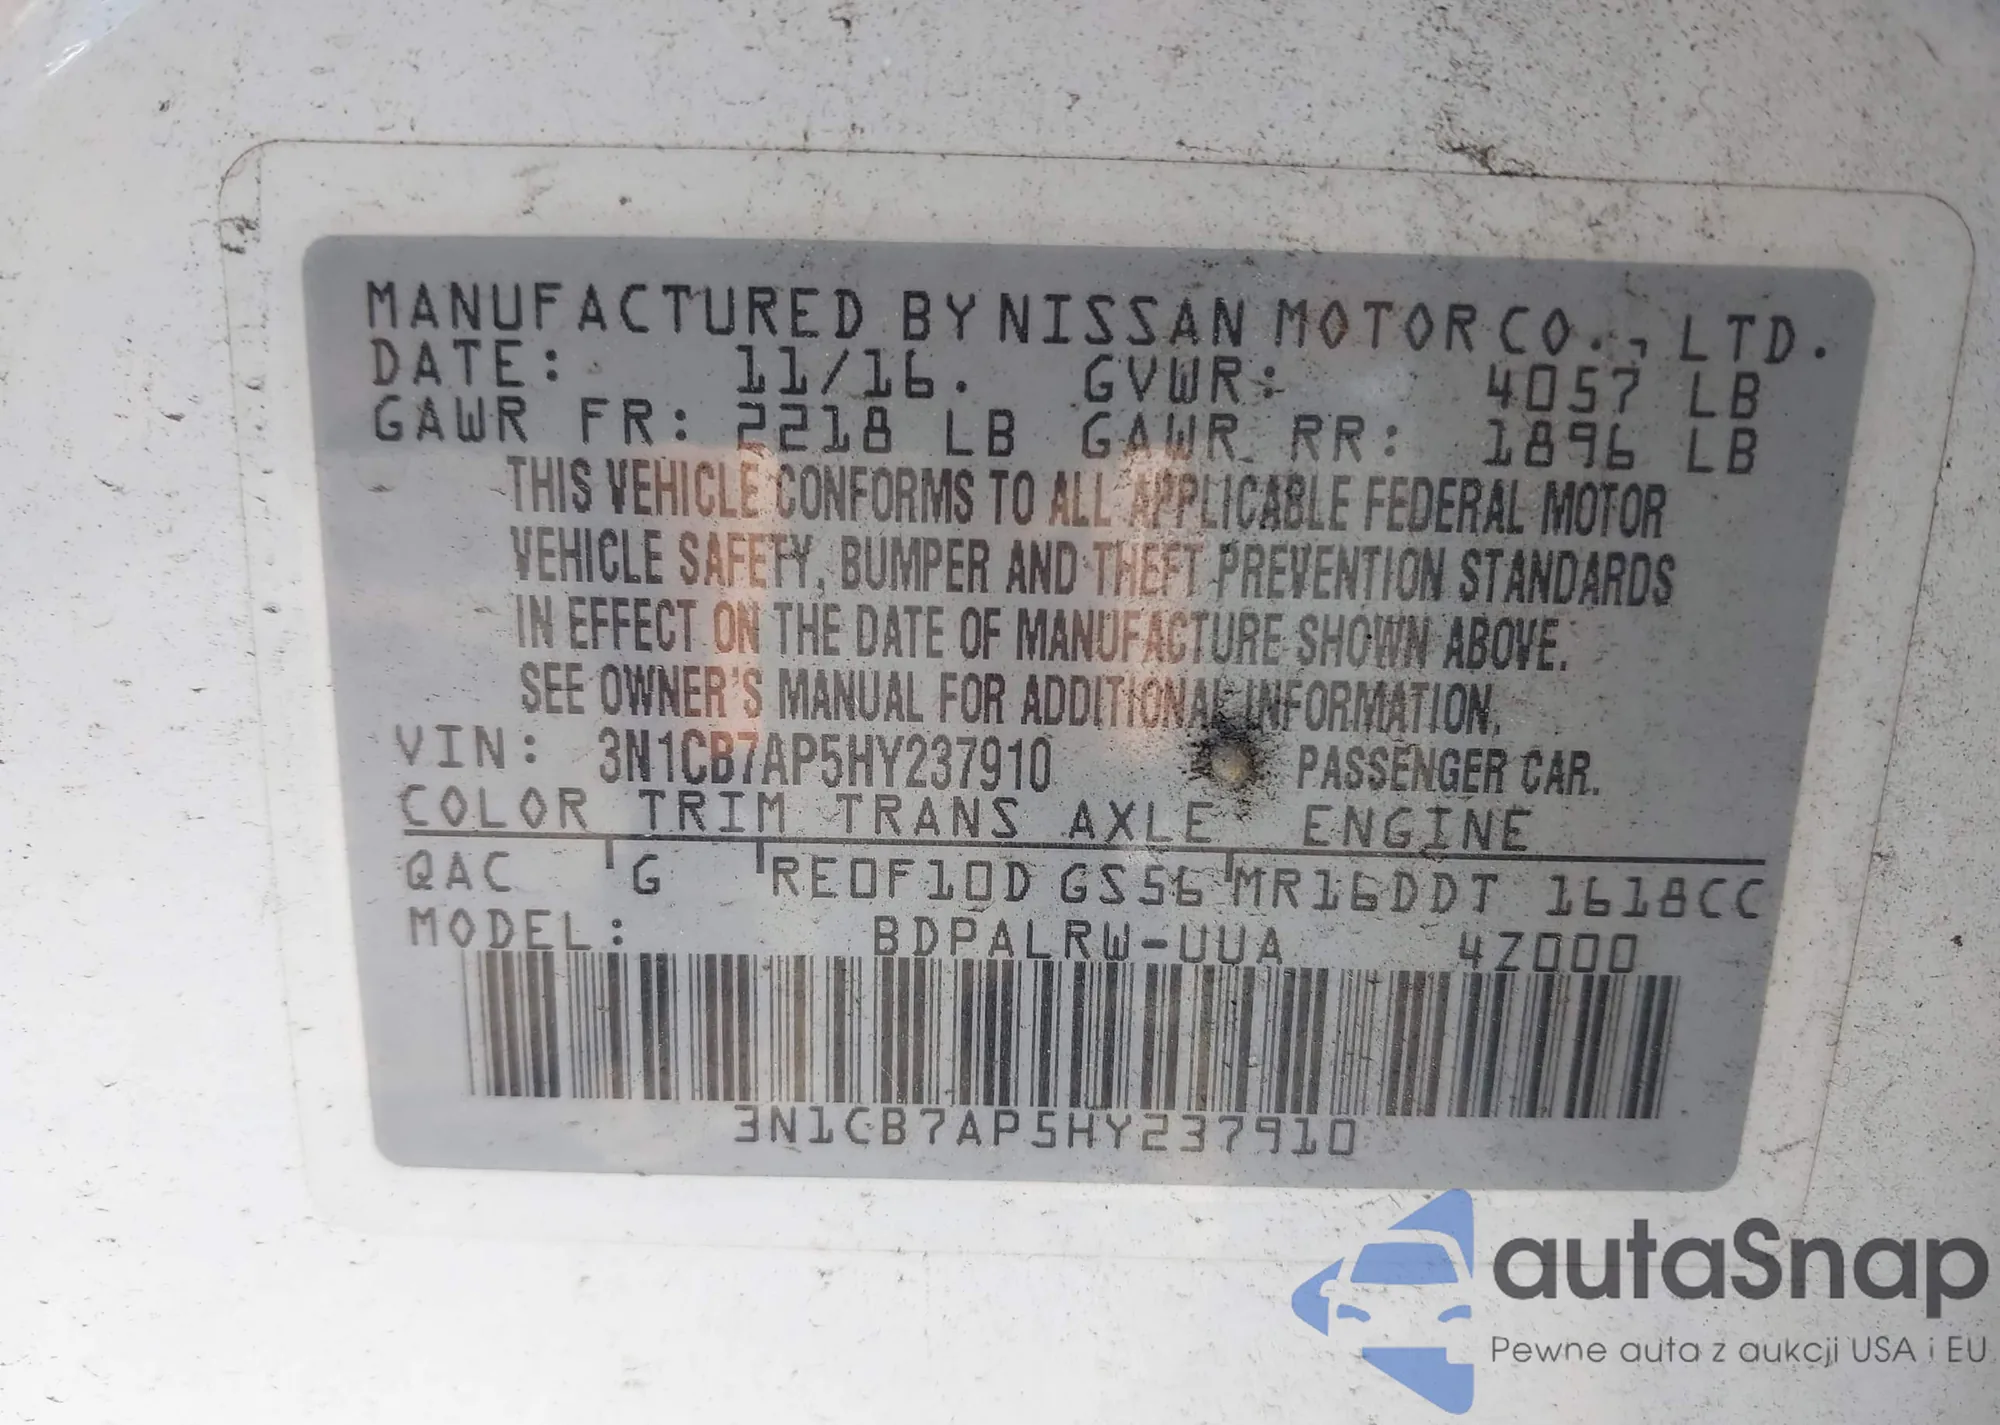 MANUFACTURED BY NISSAN MOTOR CO., LTD.
DATE: 11/16. GVWR: 4057 LB
GAWR FR: 2218 LB GAWR RR: 1896 LB
THIS VEHICLE CONFORMS TO ALL APPLICABLE FEDERAL MOTOR
VEHICLE SAFETY, BUMPER AND THEFT PREVENTION STANDARDS
IN EFFECT ON THE DATE OF MANUFACTURE SHOWN ABOVE.
SEE OWNER'S MANUAL FOR ADDITIONAL INFORMATION.
VIN: 3N1CB7AP5HY237910 PASSENGER CAR.
COLOR TRIM TRANS AXLE ENGINE
QAC G RE0F10D GS56 MR16DDT 1618CC
MODEL: BDPALRW-UUA 4Z000
3N1CB7AP5HY237910
autaSnap
Pewne auta z aukcji USA i EU